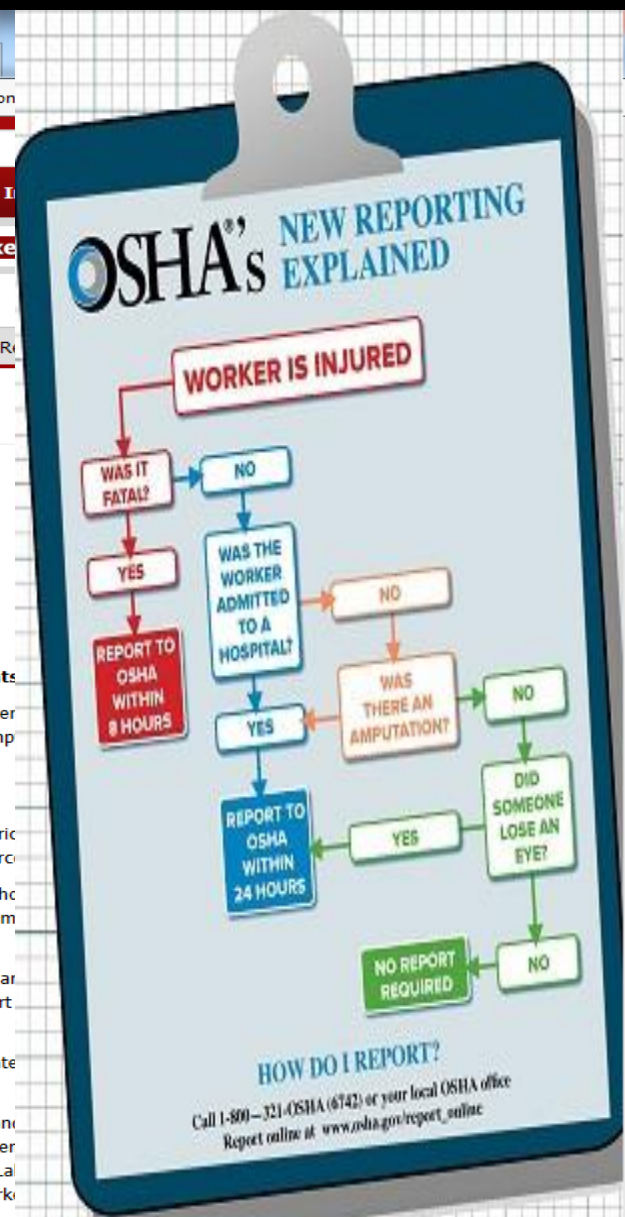 OSHA®'s NEW REPORTING
EXPLAINED
WORKER IS INJURED
WAS IT
FATAL?
NO
YES
REPORT TO
OSHA
WITHIN
8 HOURS
WAS THE
WORKER
ADMITTED
TO A
HOSPITAL?
NO
YES
WAS
THERE AN
AMPUTATION?
NO
REPORT TO
OSHA
WITHIN
24 HOURS
YES
DID
SOMEONE
LOSE AN
EYE?
NO
NO REPORT
REQUIRED
HOW DO I REPORT?
Call 1-800—321-OSHA (6742) or your local OSHA office
Report online at www.osha.gov/report_online